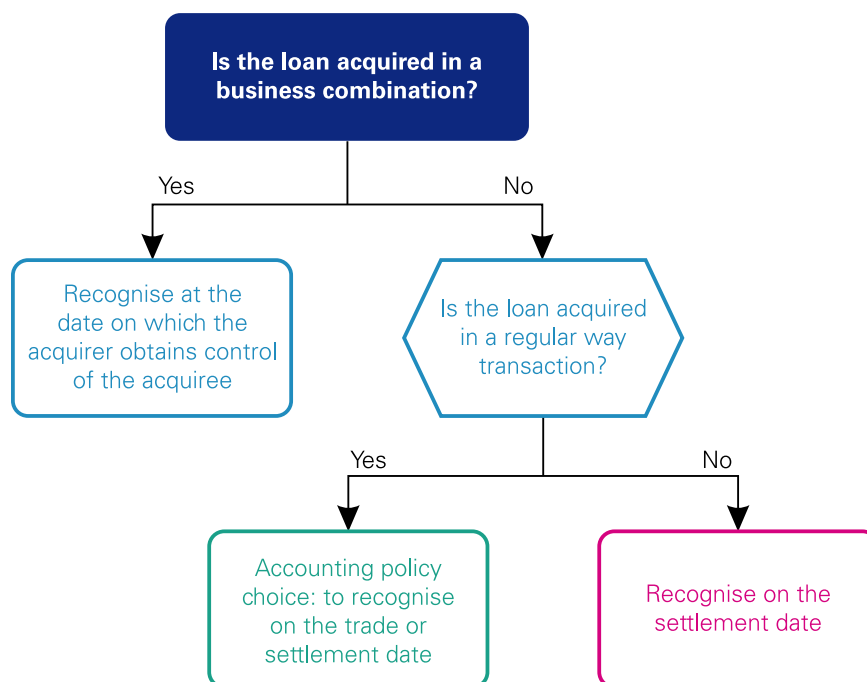 Is the loan acquired in a
business combination?
Yes
No
Recognise at the
date on which the
acquirer obtains control
of the acquiree
Is the loan acquired
in a regular way
transaction?
Yes
No
Accounting policy
choice: to recognise
on the trade or
settlement date
Recognise on the
settlement date